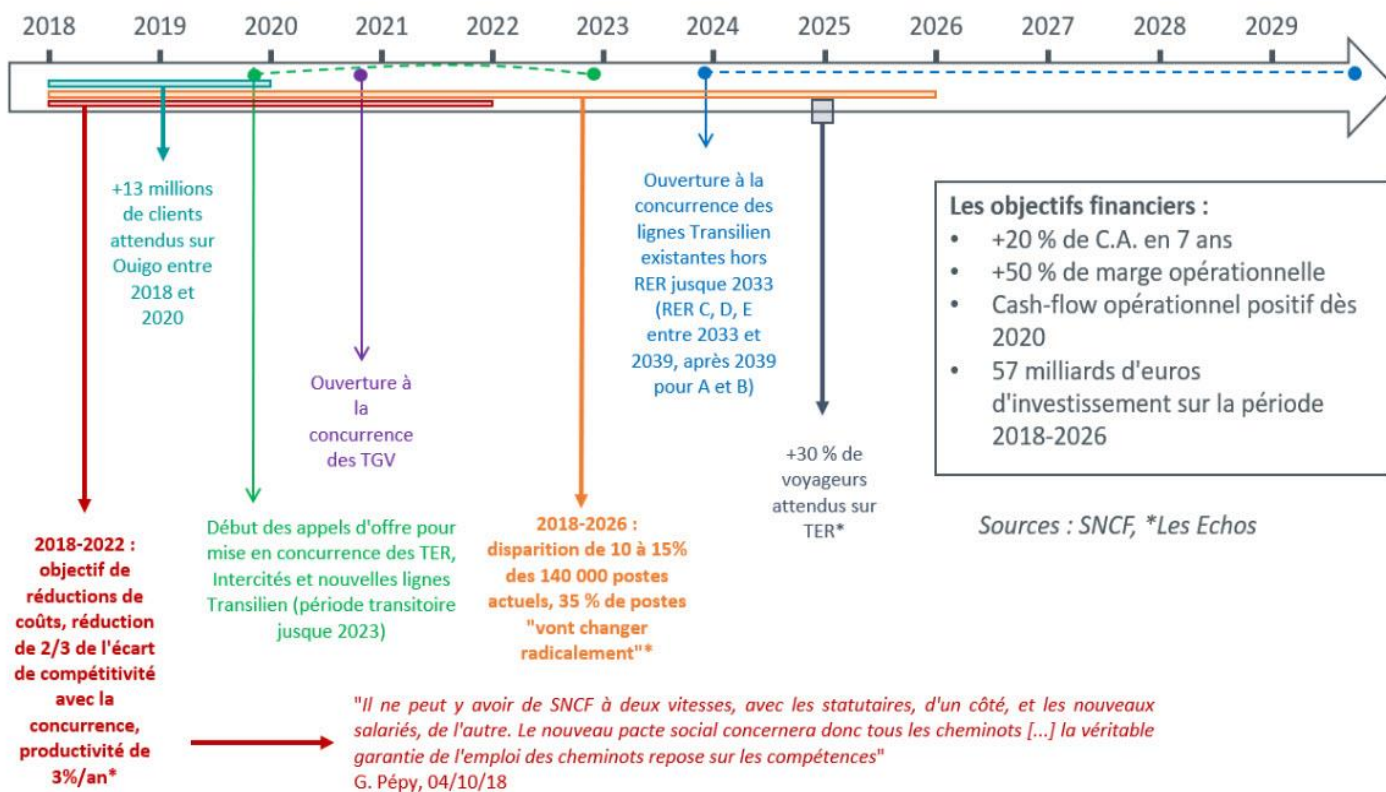 2018 2019 2020 2021 2022 2023 2024 2025 2026 2027 2028 2029
+13 millions
de clients
attendus sur
Ouigo entre
2018 et
2020
Ouverture à
la
concurrence
des TGV
Ouverture à la
concurrence des
lignes Transilien
existantes hors
RER jusque 2033
(RER C, D, E
entre 2033 et
2039, après 2039
pour A et B)
+30 % de
voyageurs
attendus sur
TER*
Les objectifs financiers :
• +20 % de C.A. en 7 ans
• +50 % de marge opérationnelle
• Cash-flow opérationnel positif dès
2020
• 57 milliards d'euros
d'investissement sur la période
2018-2026
Sources : SNCF, *Les Echos
2018-2022 :
objectif de
réductions de
coûts, réduction
de 2/3 de l'écart
de compétitivité
avec la
concurrence,
productivité de
3%/an*
Début des appels d'offre pour
mise en concurrence des TER,
Intercités et nouvelles lignes
Transilien (période transitoire
jusque 2023)
2018-2026 :
disparition de 10 à 15%
des 140 000 postes
actuels, 35 % de postes
"vont changer
radicalement"*
"Il ne peut y avoir de SNCF à deux vitesses, avec les statutaires, d'un côté, et les nouveaux
salariés, de l'autre. Le nouveau pacte social concernera donc tous les cheminots [...] la véritable
garantie de l'emploi des cheminots repose sur les compétences"
G. Pépy, 04/10/18